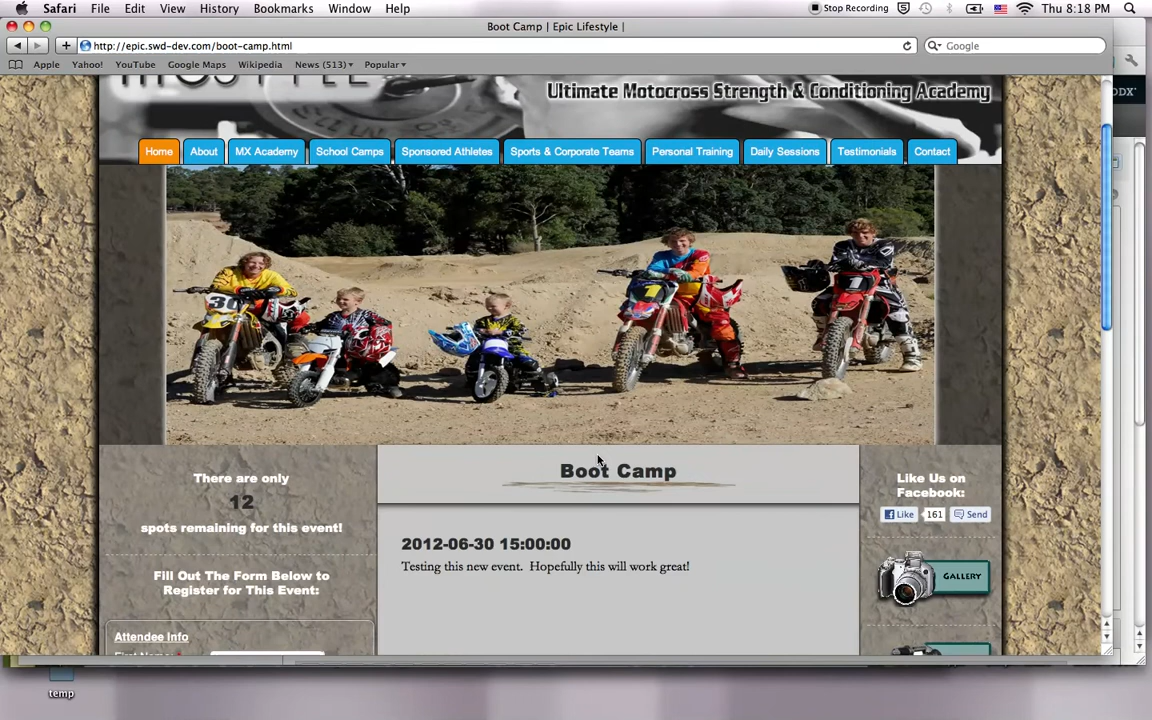 Safari File Edit View History Bookmarks Window Help Stop Recording Thu 8:18 PM
Boot Camp | Epic Lifestyle |
http://epic.swd-dev.com/boot-camp.html
Google
Apple Yahoo! YouTube Google Maps Wikipedia News (513) Popular
Ultimate Motocross Strength & Conditioning Academy
Home About MX Academy School Camps Sponsored Athletes Sports & Corporate Teams Personal Training Daily Sessions Testimonials Contact
There are only
12
spots remaining for this event!
Fill Out The Form Below to
Register for This Event:
Attendee Info
Boot Camp
2012-06-30 15:00:00
Testing this new event. Hopefully this will work great!
Like Us on
Facebook:
Like 161 Send
GALLERY
temp